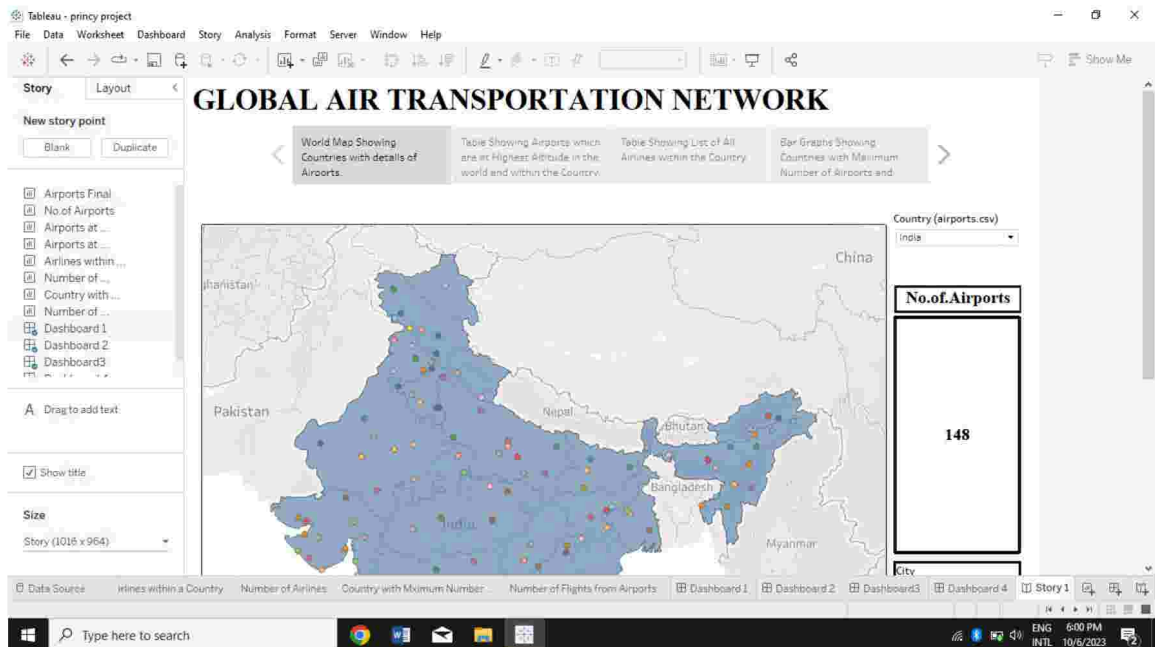 Tableau - princy project
File Data Worksheet Dashboard Story Analysis Format Server Window Help
Show Me
Story Layout
New story point
Blank Duplicate
Airports Final
No.of Airports
Airports at ...
Airports at ...
Airlines within ...
Number of ...
Country with ...
Number of ...
Dashboard 1
Dashboard 2
Dashboard3
A Drag to add text
Show title
Size
Story (1016 x 964)
GLOBAL AIR TRANSPORTATION NETWORK
World Map Showing
Countries with details of
Airports.
Table Showing Airports which
are at Highest Altitude in the
world and within the Country.
Table Showing List of All
Airlines within the Country
Bar Graphs Showing
Countries with Maximum
Number of Airports and
Country (airports.csv)
India
No.of.Airports
148
City
China
ghanistan
Pakistan
Nepal
Bhutan
Bangladesh
India
Myanmar
Data Source irlines within a Country Number of Airlines Country with Mximum Number ... Number of Flights from Airports Dashboard 1 Dashboard 2 Dashboard3 Dashboard 4 Story 1
Type here to search
ENG 6:00 PM
INTL 10/6/2023
2